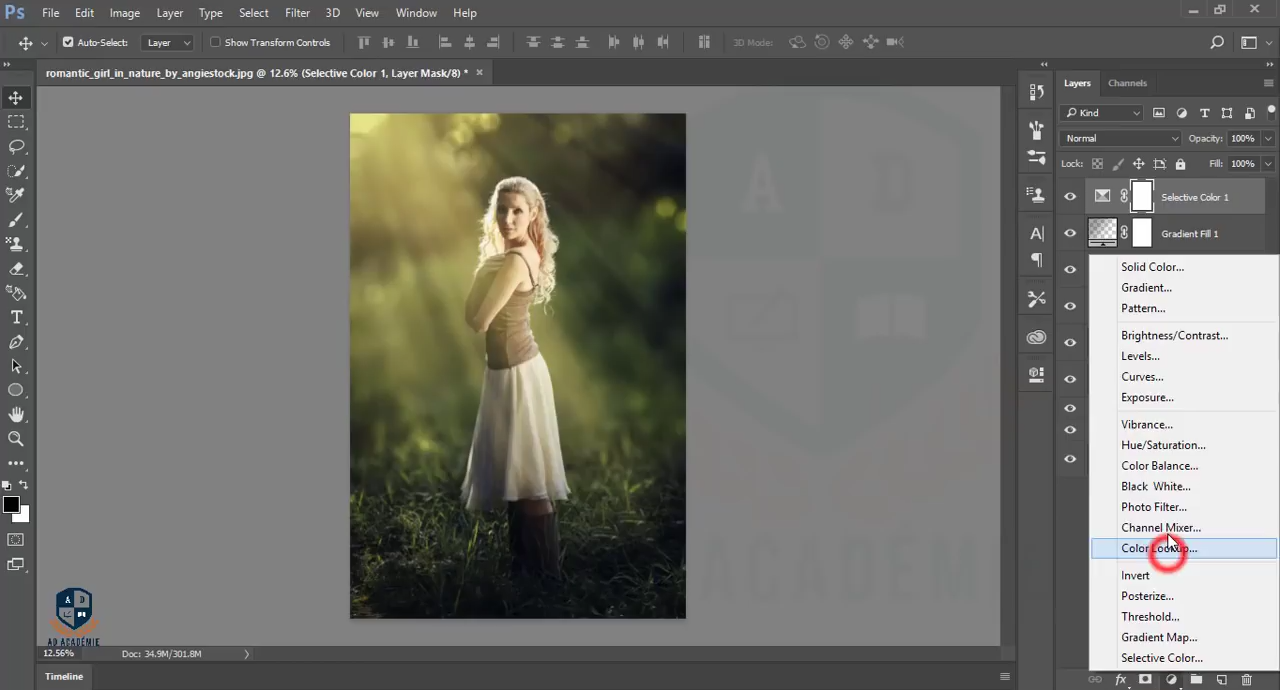 Ps File Edit Image Layer Type Select Filter 3D View Window Help
Auto-Select: Layer Show Transform Controls 3D Mode:
romantic_girl_in_nature_by_angiestock.jpg @ 12.6% (Selective Color 1, Layer Mask/8) * ×
Layers Channels
Kind
Normal Opacity: 100%
Lock: Fill: 100%
Selective Color 1
Gradient Fill 1
Solid Color...
Gradient...
Pattern...
Brightness/Contrast...
Levels...
Curves...
Exposure...
Vibrance...
Hue/Saturation...
Color Balance...
Black White...
Photo Filter...
Channel Mixer...
Color Lookup...
Invert
Posterize...
Threshold...
Gradient Map...
Selective Color...
A D
A D
AD ACADÉMIE
12.56% Doc: 34.9M/301.8M
Timeline